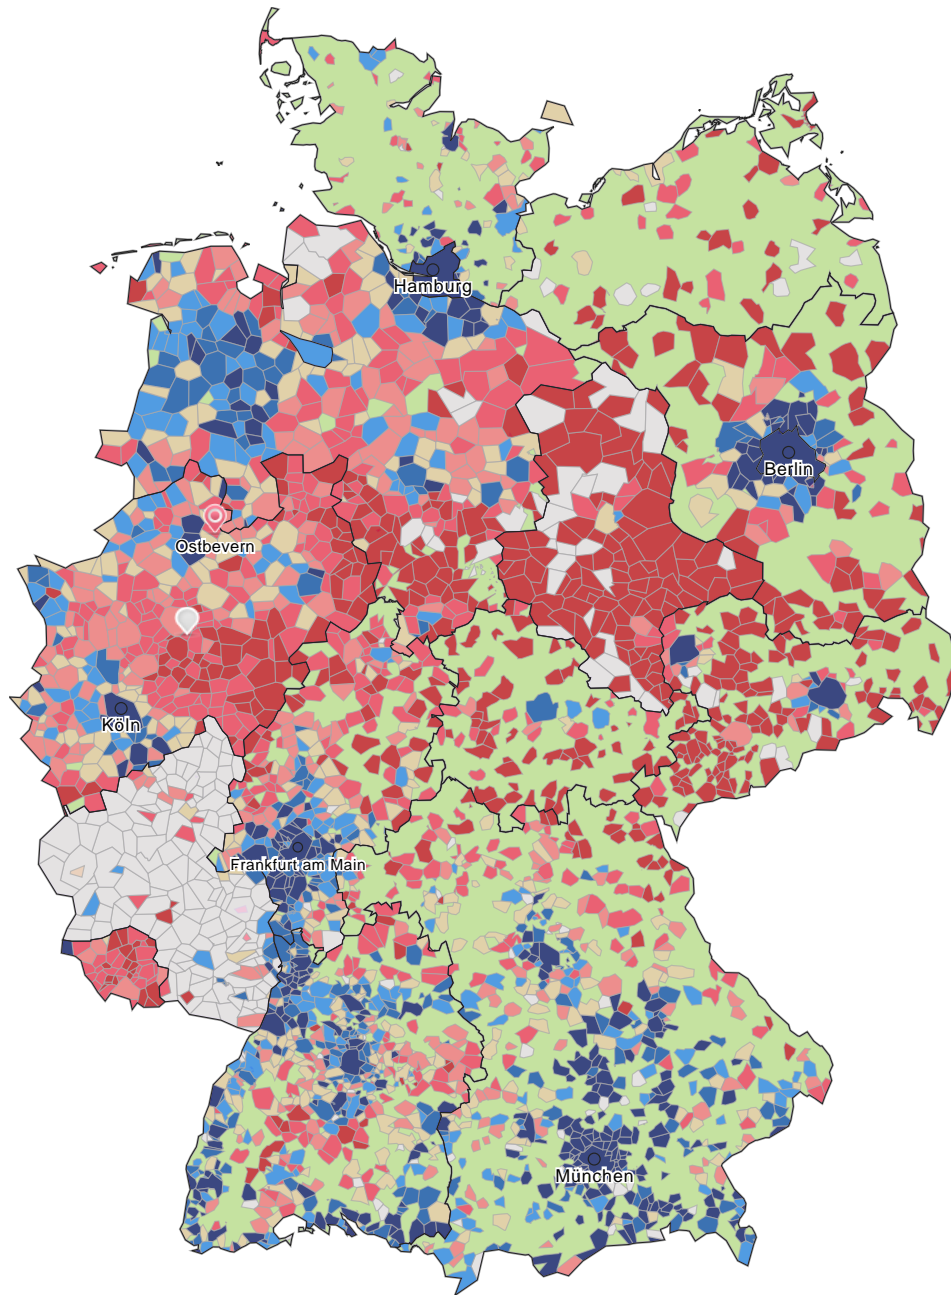 Hamburg
Berlin
Ostbevern
Köln
Frankfurt am Main
München